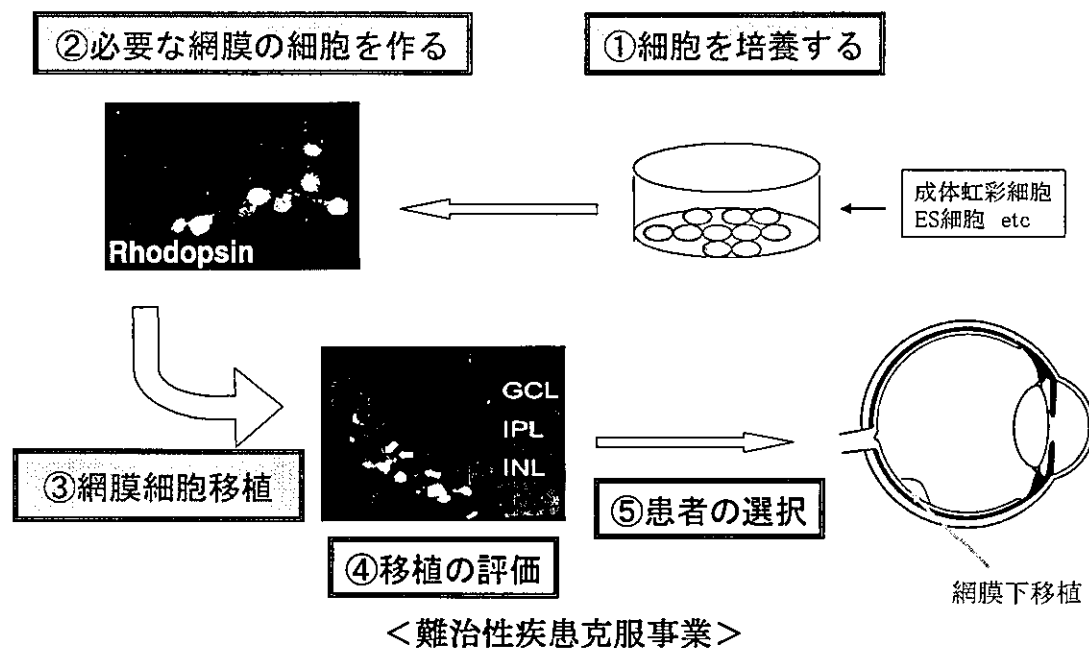 ②必要な網膜の細胞を作る
①細胞を培養する
成体虹彩細胞
ES細胞 etc
Rhodopsin
GCL
IPL
INL
③網膜細胞移植
⑤患者の選択
④移植の評価
網膜下移植
＜難治性疾患克服事業＞